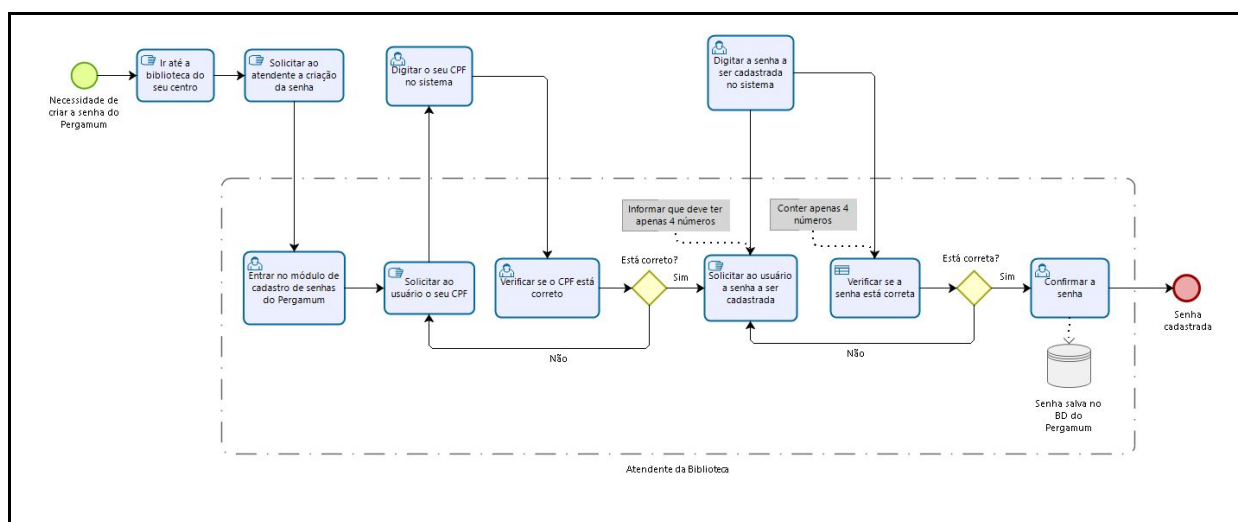 Necessidade de
criar a senha do
Pergamum
Ir até a
biblioteca do
seu centro
Solicitar ao
atendente a criação
da senha
Digitar o seu CPF
no sistema
Digitar a senha a
ser cadastrada
no sistema
Informar que deve ter
apenas 4 números
Conter apenas 4
números
Entrar no módulo de
cadastro de senhas
do Pergamum
Solicitar ao
usuário o seu CPF
Verificar se o CPF está
correto
Está correto?
Sim
Não
Solicitar ao usuário
a senha a ser
cadastrada
Verificar se a
senha está correta
Está correta?
Sim
Não
Confirmar a
senha
Senha
cadastrada
Senha salva no
BD do
Pergamum
Atendente da Biblioteca